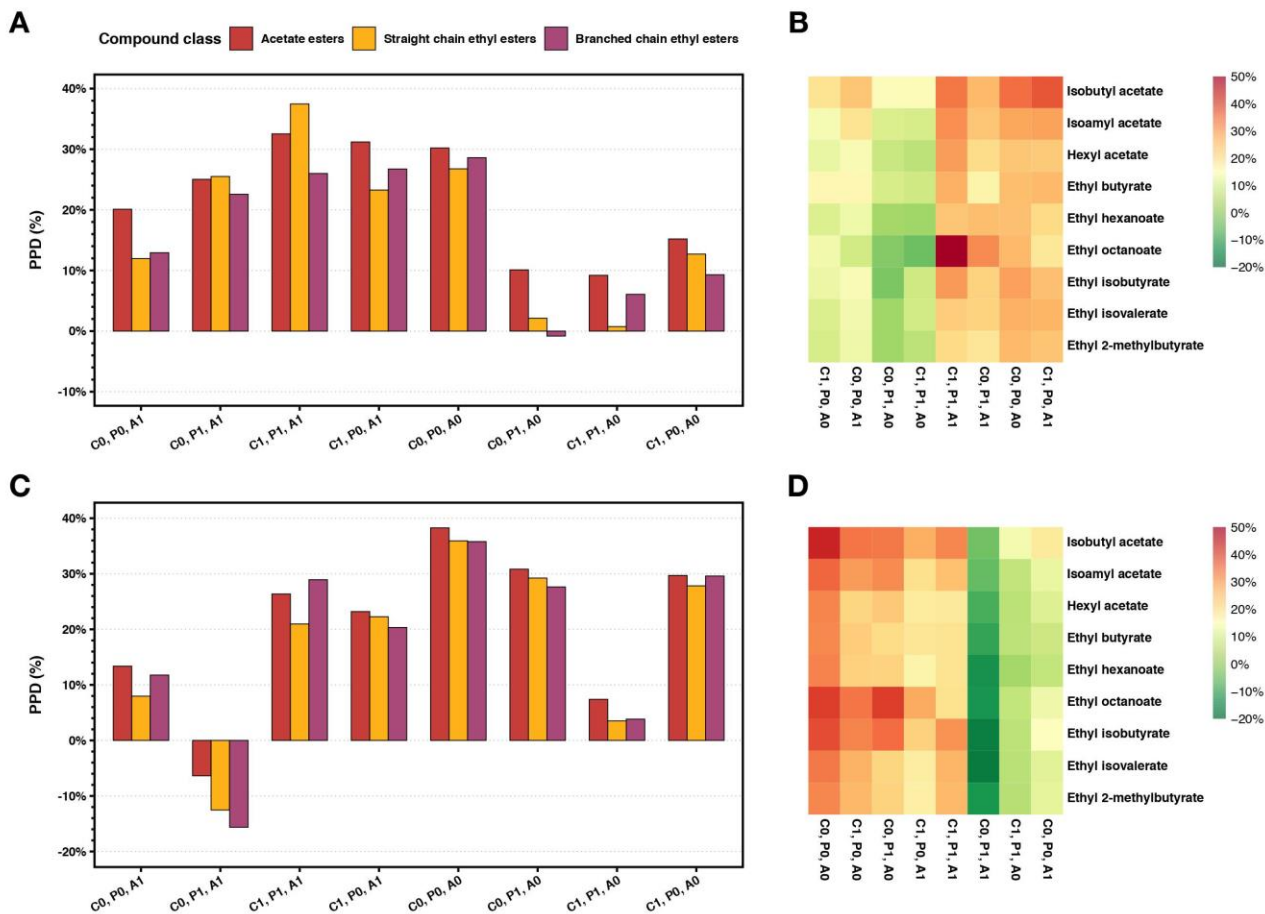 A
Compound class Acetate esters Straight chain ethyl esters Branched chain ethyl esters
PPD (%)
40%
30%
20%
10%
0%
-10%
C0, P0, A1
C0, P1, A1
C1, P1, A1
C1, P0, A1
C0, P0, A0
C0, P1, A0
C1, P1, A0
C1, P0, A0
B
Isobutyl acetate
Isoamyl acetate
Hexyl acetate
Ethyl butyrate
Ethyl hexanoate
Ethyl octanoate
Ethyl isobutyrate
Ethyl isovalerate
Ethyl 2-methylbutyrate
50%
40%
30%
20%
10%
0%
−10%
−20%
C1, P0, A0
C0, P0, A1
C0, P1, A0
C1, P1, A0
C1, P1, A1
C0, P1, A1
C0, P0, A0
C1, P0, A1
C
PPD (%)
40%
30%
20%
10%
0%
-10%
-20%
C0, P0, A1
C0, P1, A1
C1, P1, A1
C1, P0, A1
C0, P0, A0
C0, P1, A0
C1, P1, A0
C1, P0, A0
D
Isobutyl acetate
Isoamyl acetate
Hexyl acetate
Ethyl butyrate
Ethyl hexanoate
Ethyl octanoate
Ethyl isobutyrate
Ethyl isovalerate
Ethyl 2-methylbutyrate
50%
40%
30%
20%
10%
0%
−10%
−20%
C0, P0, A0
C1, P0, A0
C0, P1, A0
C1, P0, A1
C1, P1, A1
C0, P1, A1
C1, P1, A0
C0, P0, A1